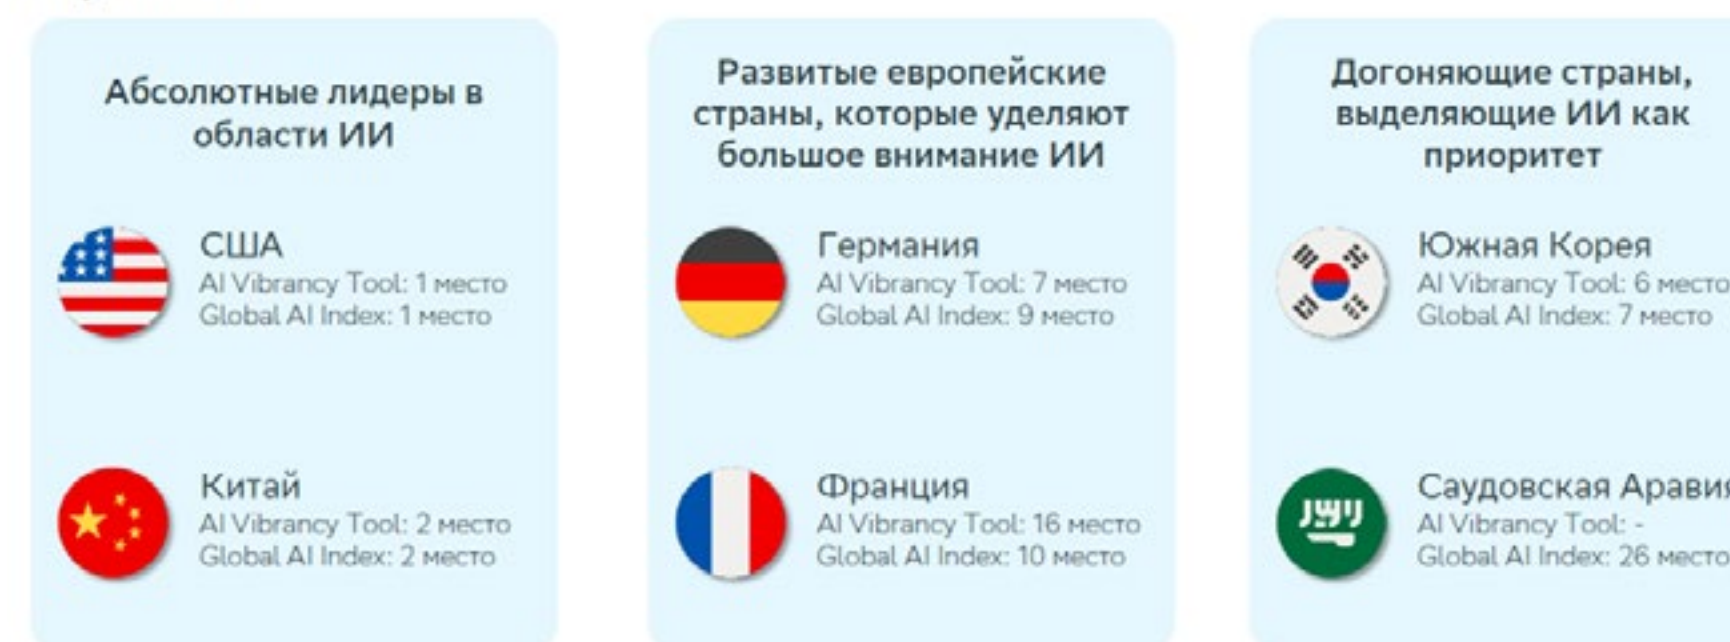 Абсолютные лидеры в
области ИИ
США
AI Vibrancy Tool: 1 место
Global AI Index: 1 место
Китай
AI Vibrancy Tool: 2 место
Global AI Index: 2 место
Развитые европейские
страны, которые уделяют
большое внимание ИИ
Германия
AI Vibrancy Tool: 7 место
Global AI Index: 9 место
Франция
AI Vibrancy Tool: 16 место
Global AI Index: 10 место
Догоняющие страны,
выделяющие ИИ как
приоритет
Южная Корея
AI Vibrancy Tool: 6 место
Global AI Index: 7 место
Саудовская Аравия
AI Vibrancy Tool: -
Global AI Index: 26 место